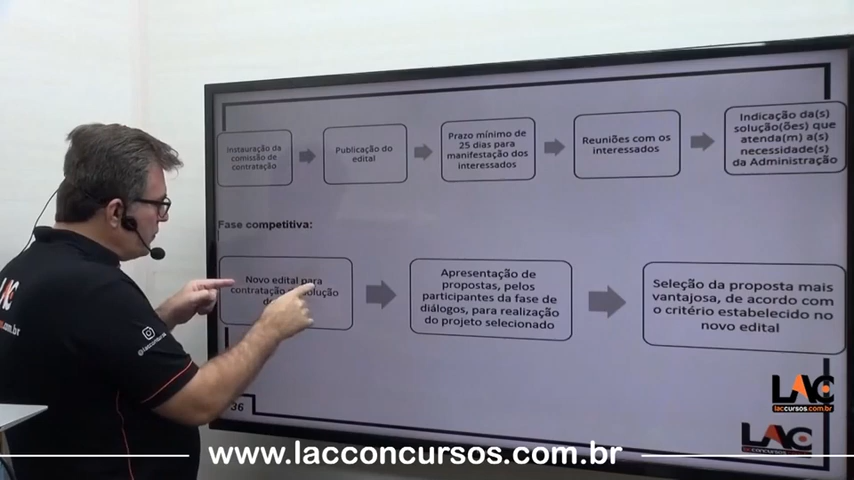 Instauração da
comissão de
contratação
Publicação do
edital
Prazo mínimo de
25 dias para
manifestação dos
interessados
Reuniões com os
interessados
Indicação da(s)
solução(ões) que
atenda(m) a(s)
necessidade(s)
da Administração
Fase competitiva:
Novo edital para
contratação
solução
Apresentação de
propostas, pelos
participantes da fase de
diálogos, para realização
do projeto selecionado
Seleção da proposta mais
vantajosa, de acordo com
o critério estabelecido no
novo edital
36
LAC
laccursos.com.br
LAC
www.lacconcursos.com.br